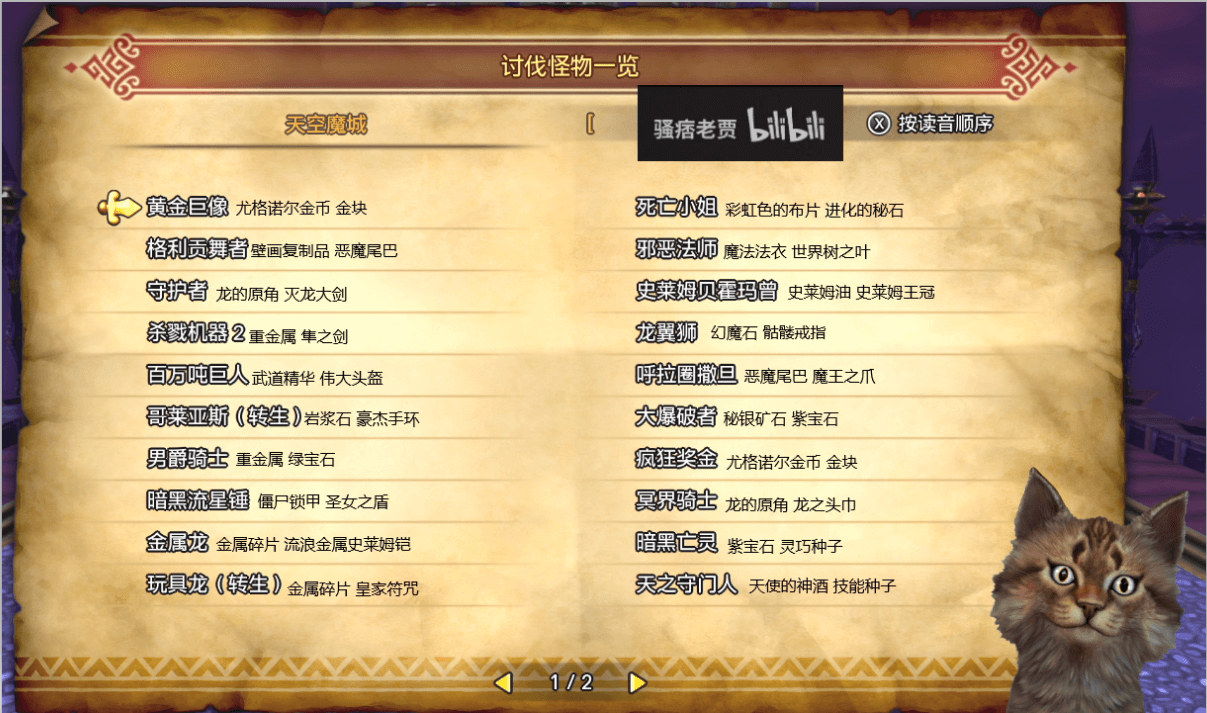 讨伐怪物一览
天空魔城
[
骚痞老贾 bilibili
X 按读音顺序
黄金巨像 尤格诺尔金币 金块
格利贡舞者 壁画复制品 恶魔尾巴
守护者 龙的原角 灭龙大剑
杀戮机器2 重金属 隼之剑
百万吨巨人 武道精华 伟大头盔
哥莱亚斯(转生) 岩浆石 豪杰手环
男爵骑士 重金属 绿宝石
暗黑流星锤 僵尸锁甲 圣女之盾
金属龙 金属碎片 流浪金属史莱姆铠
玩具龙(转生) 金属碎片 皇家符咒
死亡小姐 彩虹色的布片 进化的秘石
邪恶法师 魔法法衣 世界树之叶
史莱姆贝霍玛曾 史莱姆油 史莱姆王冠
龙翼狮 幻魔石 骷髅戒指
呼拉圈撒旦 恶魔尾巴 魔王之爪
大爆破者 秘银矿石 紫宝石
疯狂奖金 尤格诺尔金币 金块
冥界骑士 龙的原角 龙之头巾
暗黑亡灵 紫宝石 灵巧种子
天之守门人 天使的神酒 技能种子
1/2